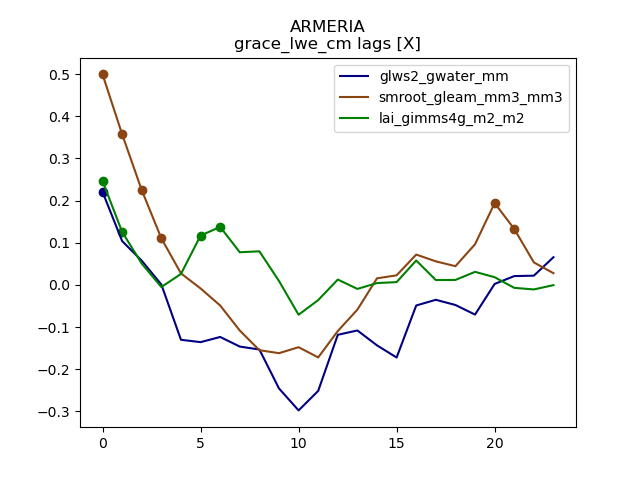 ARMERIA
grace_lwe_cm lags [X]
glws2_gwater_mm
smroot_gleam_mm3_mm3
lai_gimms4g_m2_m2
0.5
0.4
0.3
0.2
0.1
0.0
−0.1
−0.2
−0.3
0 5 10 15 20